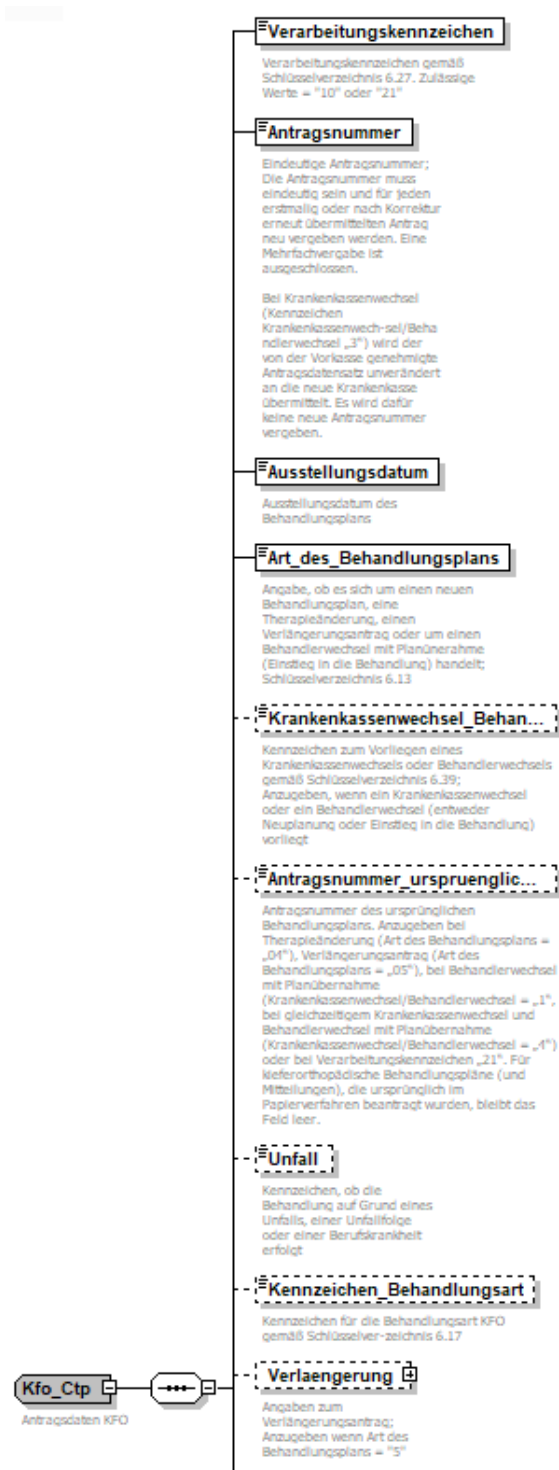 Verarbeitungskennzeichen
Verarbeitungskennzeichen gemäß
Schlüsselverzeichnis 6.27. Zulässige
Werte = "10" oder "21"
Antragsnummer
Eindeutige Antragsnummer;
Die Antragsnummer muss
eindeutig sein und für jeden
erstmalig oder nach Korrektur
erneut übermittelten Antrag
neu vergeben werden. Eine
Mehrfachvergabe ist
ausgeschlossen.
Bei Krankenkassenwechsel
(Kennzeichen
Krankenkassenwech-sel/Beha
ndlerwechsel „3“) wird der
von der Vorkasse genehmigte
Antragsdatensatz unverändert
an die neue Krankenkasse
übermittelt. Es wird dafür
keine neue Antragsnummer
vergeben.
Ausstellungsdatum
Ausstellungsdatum des
Behandlungsplans
Art_des_Behandlungsplans
Angabe, ob es sich um einen neuen
Behandlungsplan, eine
Therapieänderung, einen
Verlängerungsantrag oder um einen
Behandlerwechsel mit Planünerahme
(Einstieg in die Behandlung) handelt;
Schlüsselverzeichnis 6.13
Krankenkassenwechsel_Behan...
Kennzeichen zum Vorliegen eines
Krankenkassenwechsels oder Behandlerwechsels
gemäß Schlüsselverzeichnis 6.39;
Anzugeben, wenn ein Krankenkassenwechsel
oder ein Behandlerwechsel (entweder
Neuplanung oder Einstieg in die Behandlung)
vorliegt
Antragsnummer_urspruenglic...
Antragsnummer des ursprünglichen
Behandlungsplans. Anzugeben bei
Therapieänderung (Art des Behandlungsplans =
„04“), Verlängerungsantrag (Art des
Behandlungsplans = „05“), bei Behandlerwechsel
mit Planübernahme
(Krankenkassenwechsel/Behandlerwechsel = „1“,
bei gleichzeitigem Krankenkassenwechsel und
Behandlerwechsel mit Planübernahme
(Krankenkassenwechsel/Behandlerwechsel = „4“)
oder bei Verarbeitungskennzeichen „21“. Für
kieferorthopädische Behandlungspläne (und
Mitteilungen), die ursprünglich im
Papierverfahren beantragt wurden, bleibt das
Feld leer.
Unfall
Kennzeichen, ob die
Behandlung auf Grund eines
Unfalls, einer Unfallfolge
oder einer Berufskrankheit
erfolgt
Kennzeichen_Behandlungsart
Kennzeichen für die Behandlungsart KFO
gemäß Schlüsselver-zeichnis 6.17
Verlaengerung
Angaben zum
Verlängerungsantrag;
Anzugeben wenn Art des
Behandlungsplans = "5"
Kfo_Ctp
Antragsdaten KFO